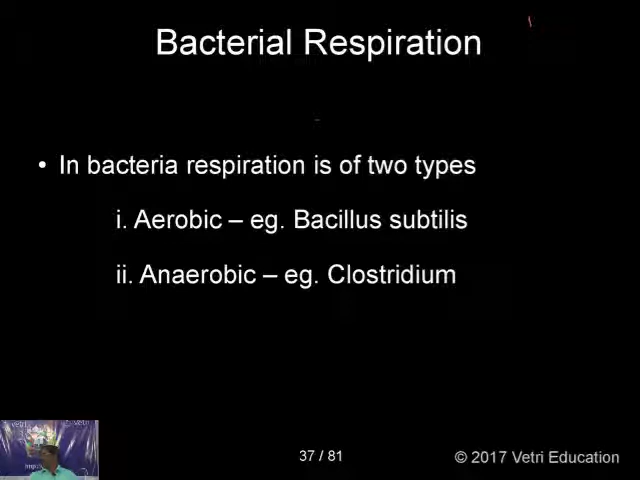 Bacterial Respiration
• In bacteria respiration is of two types
i. Aerobic – eg. Bacillus subtilis
ii. Anaerobic – eg. Clostridium
37 / 81
© 2017 Vetri Education